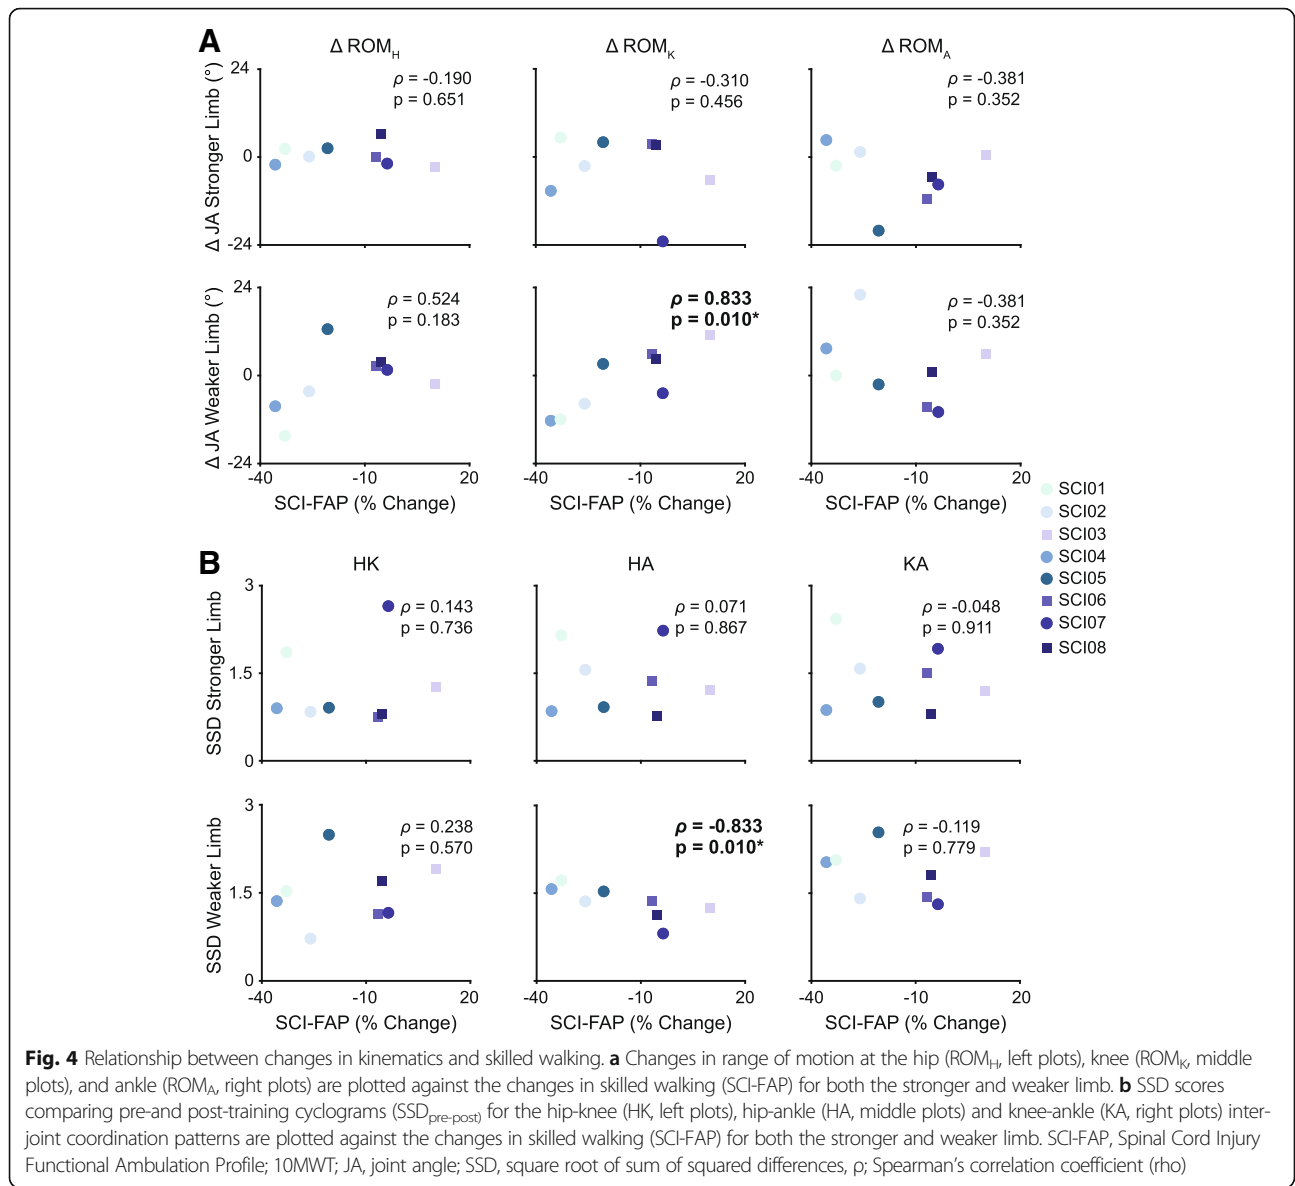 A
Δ ROMH
Δ ROMK
Δ ROMA
Δ JA Stronger Limb (°)
24
0
-24
ρ = -0.190
p = 0.651
ρ = -0.310
p = 0.456
ρ = -0.381
p = 0.352
Δ JA Weaker Limb (°)
24
0
-24
ρ = 0.524
p = 0.183
ρ = 0.833
p = 0.010*
ρ = -0.381
p = 0.352
-40 -10 20
-40 -10 20
-40 -10 20
SCI-FAP (% Change)
SCI-FAP (% Change)
SCI-FAP (% Change)
SCI01
SCI02
SCI03
SCI04
SCI05
SCI06
SCI07
SCI08
B
HK
HA
KA
SSD Stronger Limb
3
1.5
0
ρ = 0.143
p = 0.736
ρ = 0.071
p = 0.867
ρ = -0.048
p = 0.911
SSD Weaker Limb
3
1.5
0
ρ = 0.238
p = 0.570
ρ = -0.833
p = 0.010*
ρ = -0.119
p = 0.779
-40 -10 20
-40 -10 20
-40 -10 20
SCI-FAP (% Change)
SCI-FAP (% Change)
SCI-FAP (% Change)
Fig. 4 Relationship between changes in kinematics and skilled walking. a Changes in range of motion at the hip (ROMH, left plots), knee (ROMK, middle
plots), and ankle (ROMA, right plots) are plotted against the changes in skilled walking (SCI-FAP) for both the stronger and weaker limb. b SSD scores
comparing pre-and post-training cyclograms (SSDpre-post) for the hip-knee (HK, left plots), hip-ankle (HA, middle plots) and knee-ankle (KA, right plots) inter-
joint coordination patterns are plotted against the changes in skilled walking (SCI-FAP) for both the stronger and weaker limb. SCI-FAP, Spinal Cord Injury
Functional Ambulation Profile; 10MWT; JA, joint angle; SSD, square root of sum of squared differences, ρ; Spearman's correlation coefficient (rho)